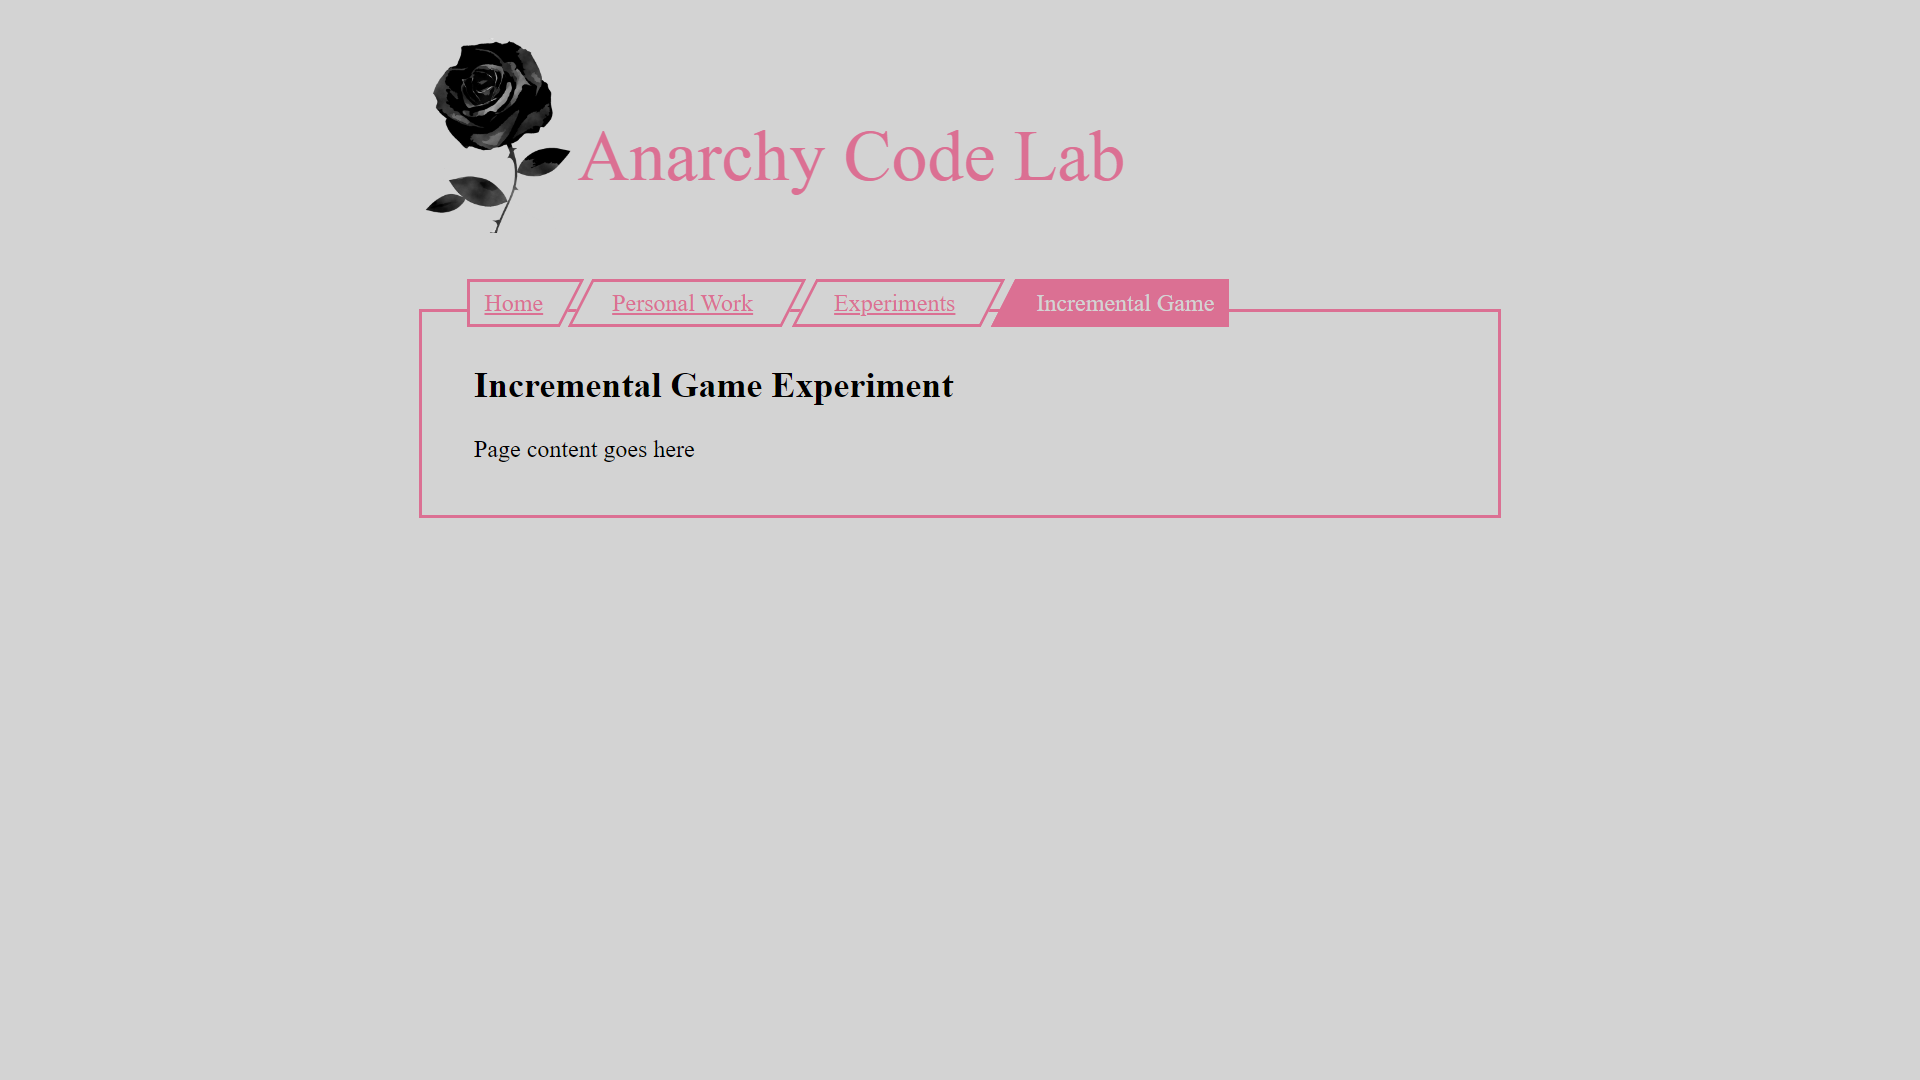 Anarchy Code Lab
Home Personal Work Experiments Incremental Game
Incremental Game Experiment
Page content goes here